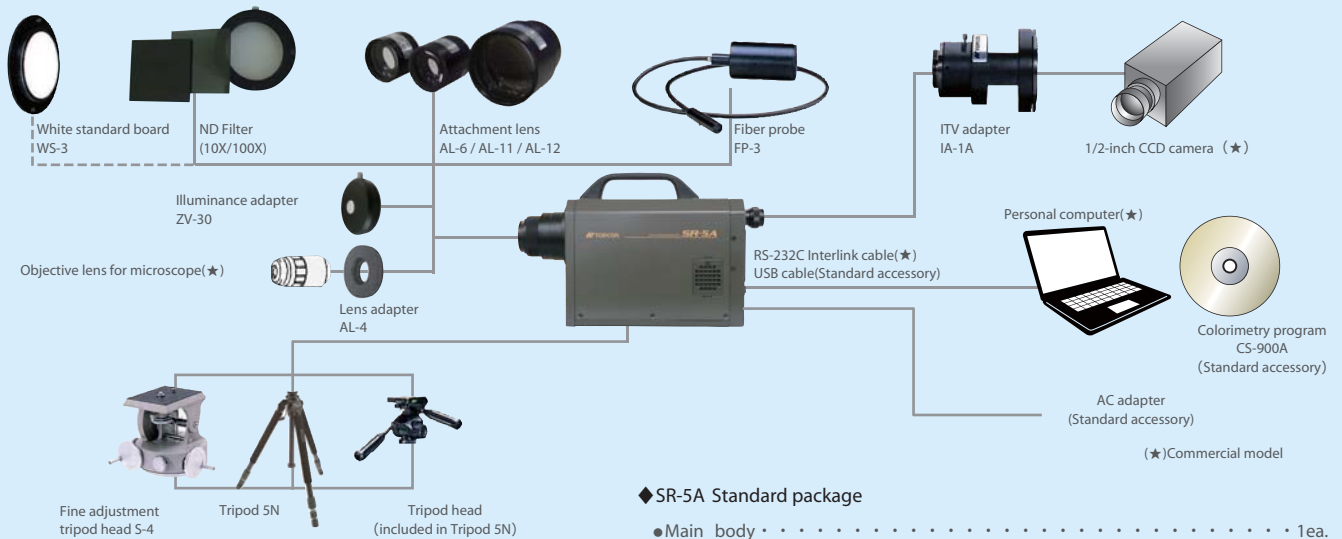 White standard board
WS-3
ND Filter
(10X/100X)
Attachment lens
AL-6 / AL-11 / AL-12
Fiber probe
FP-3
ITV adapter
IA-1A
1/2-inch CCD camera （★）
Illuminance adapter
ZV-30
Objective lens for microscope(★)
Lens adapter
AL-4
TOPCON
SR-5A
RS-232C Interlink cable(★)
USB cable(Standard accessory)
Personal computer(★)
Colorimetry program
CS-900A
(Standard accessory)
AC adapter
(Standard accessory)
(★)Commercial model
Fine adjustment
tripod head S-4
Tripod 5N
Tripod head
(included in Tripod 5N)
◆SR-5A Standard package
●Main body・・・・・・・・・・・・・・・・・・・・・・・・・・・・1ea.